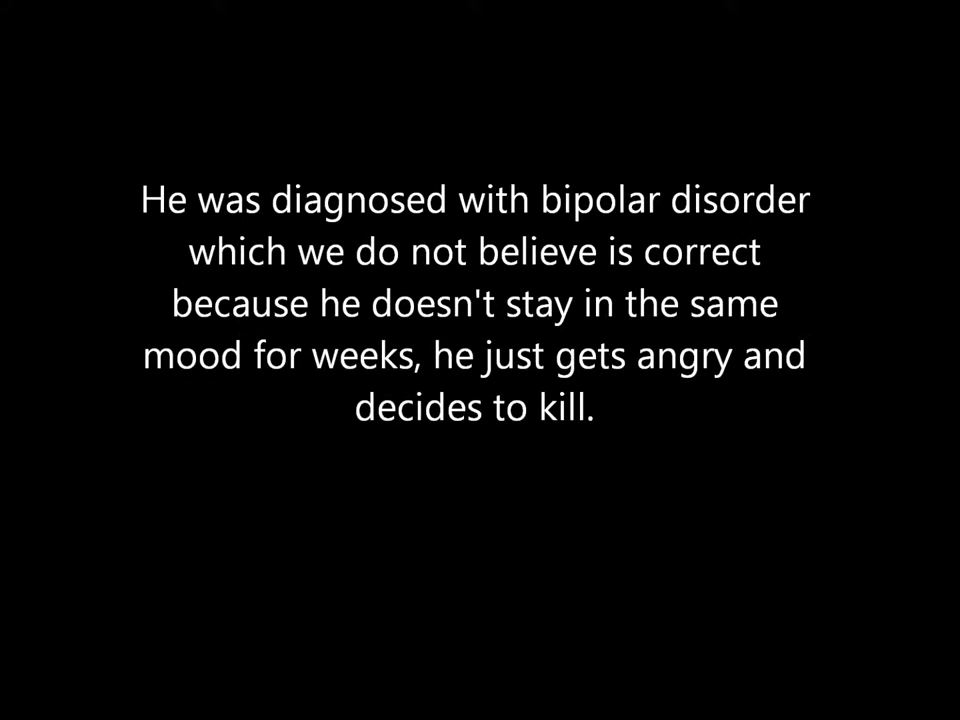 He was diagnosed with bipolar disorder
which we do not believe is correct
because he doesn't stay in the same
mood for weeks, he just gets angry and
decides to kill.